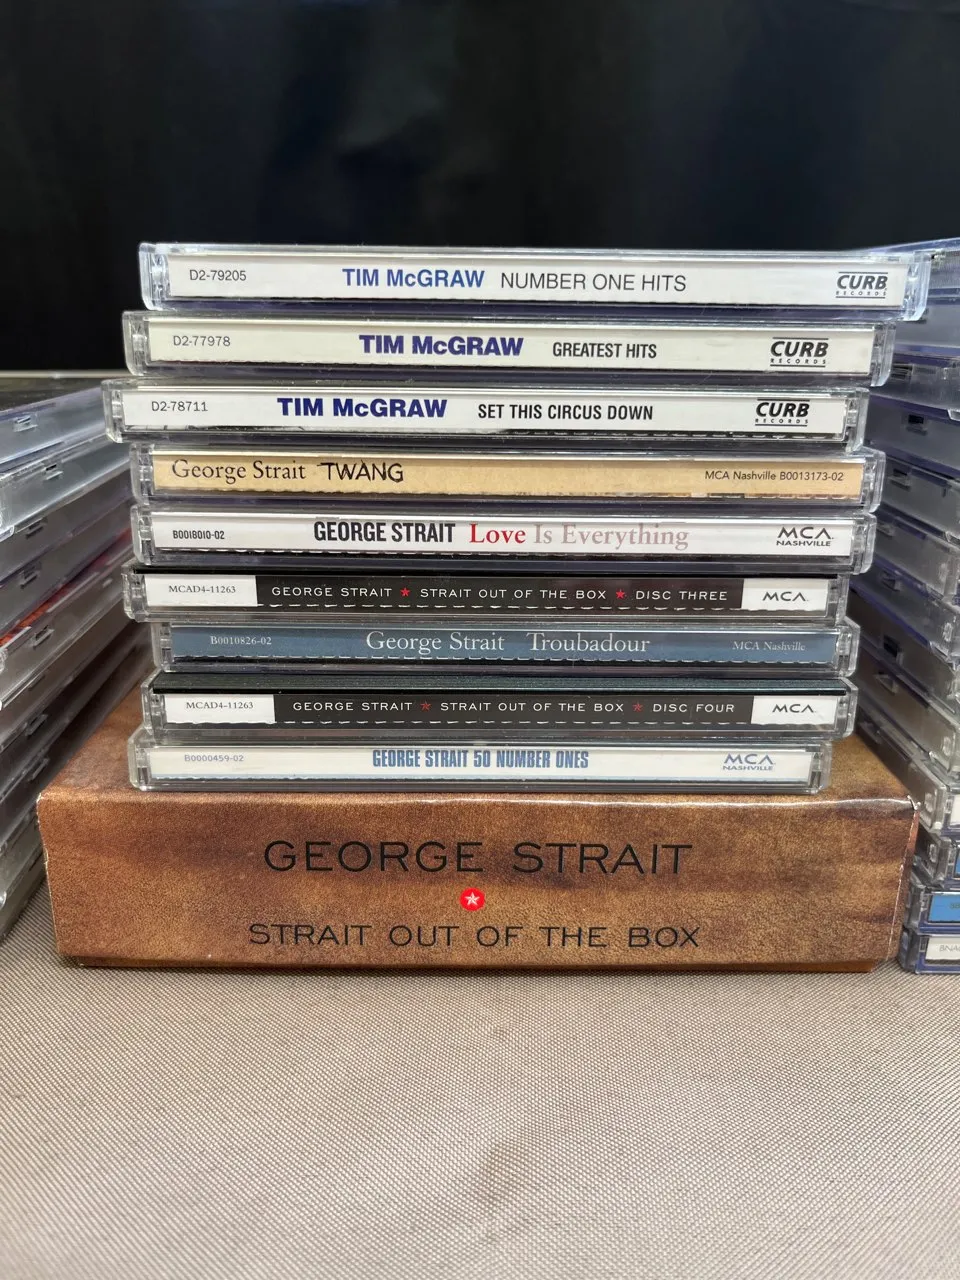 D2-79205 TIM McGRAW NUMBER ONE HITS CURB RECORDS
D2-77978 TIM McGRAW GREATEST HITS CURB RECORDS
D2-78711 TIM McGRAW SET THIS CIRCUS DOWN CURB RECORDS
George Strait TWANG MCA Nashville B0013173-02
B0018010-02 GEORGE STRAIT Love Is Everything MCA NASHVILLE
MCAD4-11263 GEORGE STRAIT ★ STRAIT OUT OF THE BOX ★ DISC THREE MCA
B0010826-02 George Strait Troubadour MCA Nashville
MCAD4-11263 GEORGE STRAIT ★ STRAIT OUT OF THE BOX ★ DISC FOUR MCA
B0000459-02 GEORGE STRAIT 50 NUMBER ONES MCA NASHVILLE
GEORGE STRAIT
STRAIT OUT OF THE BOX